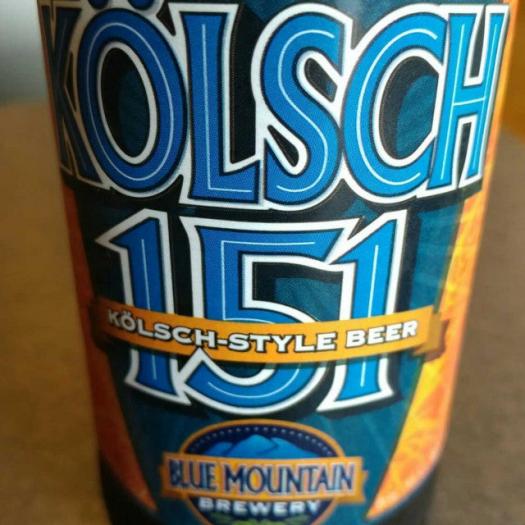 KÖLSCH
151
KÖLSCH-STYLE BEER
BLUE MOUNTAIN
BREWERY